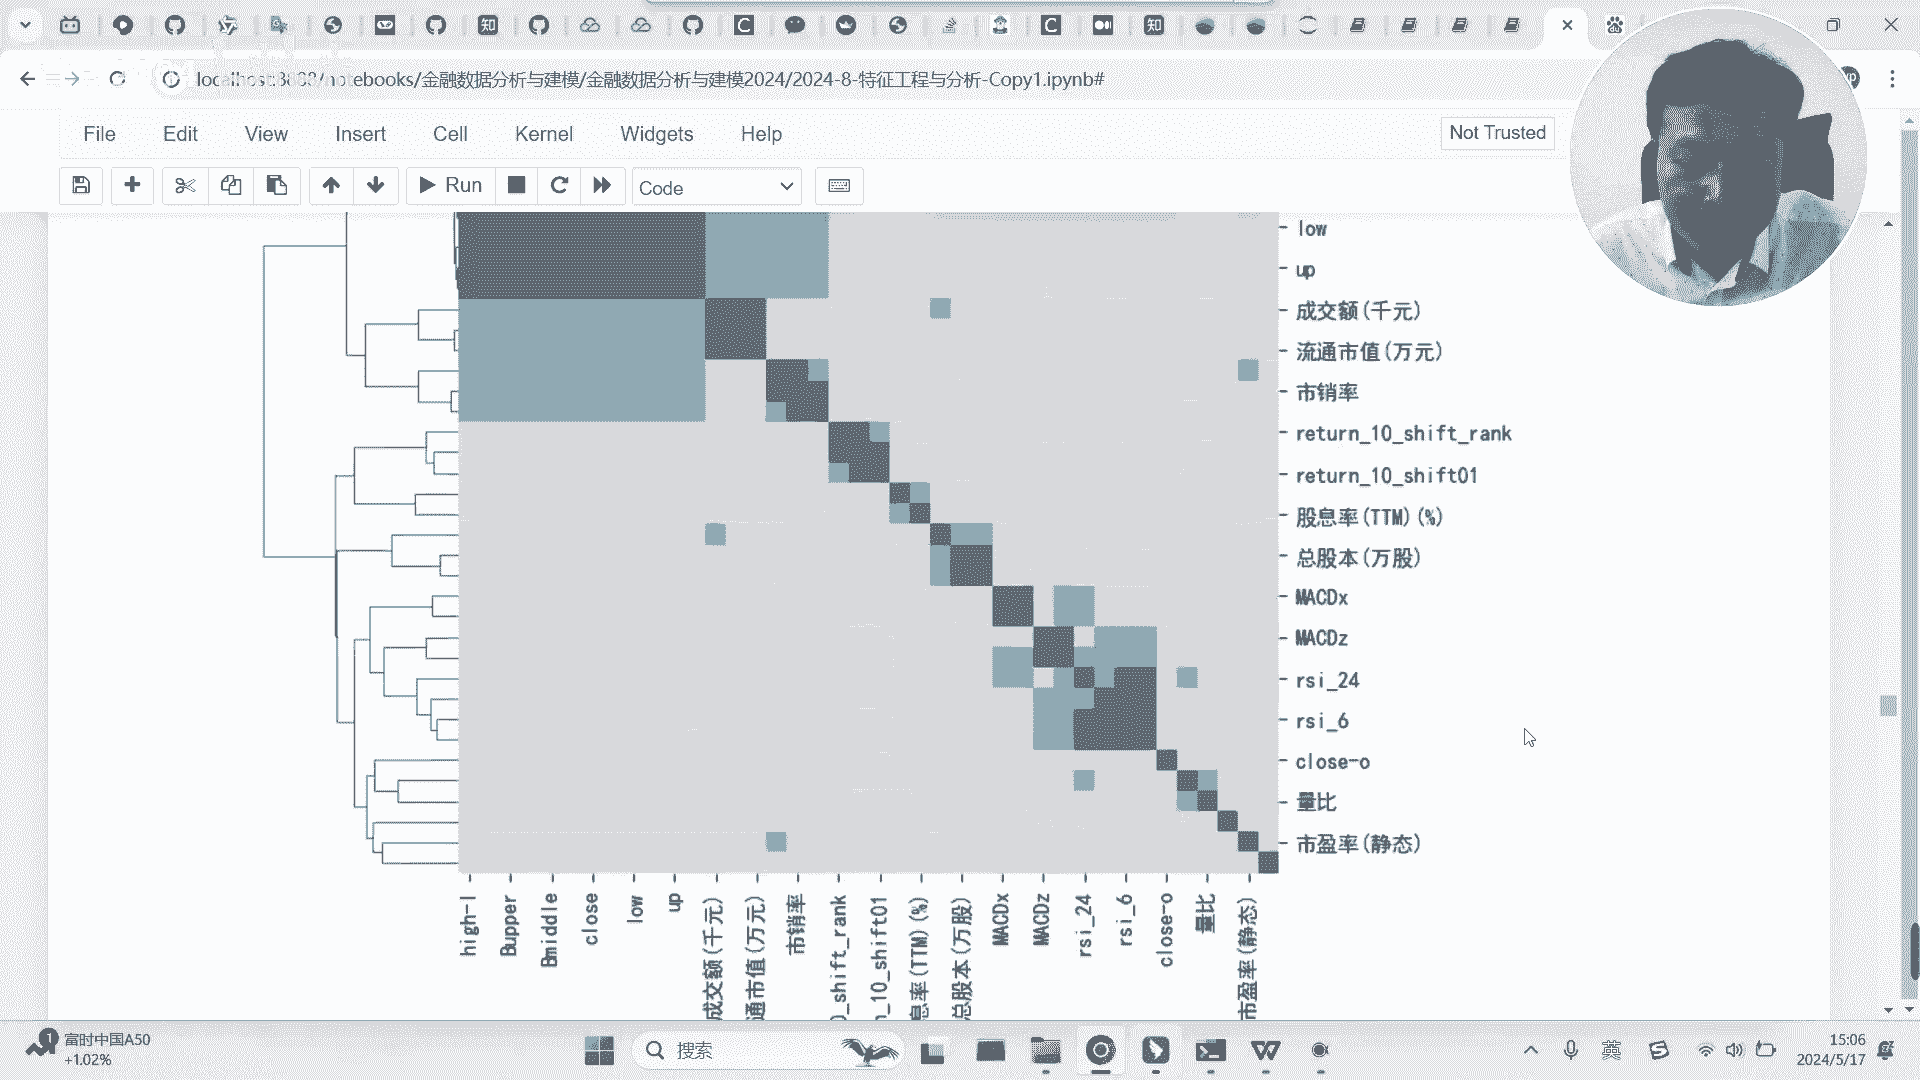 localhost:8888/notebooks/金融数据分析与建模/金融数据分析与建模2024/2024-8-特征工程与分析-Copy1.ipynb#
File Edit View Insert Cell Kernel Widgets Help
Not Trusted
Run
Code
low
up
成交额(千元)
流通市值(万元)
市销率
return_10_shift_rank
return_10_shift01
股息率(TTM)(%)
总股本(万股)
MACDx
MACDz
rsi_24
rsi_6
close-o
量比
市盈率(静态)
high-l
Bupper
Bmiddle
close
low
up
成交额(千元)
通市值(万元)
市销率
)_shift_rank
n_10_shift01
息率(TTM)(%)
总股本(万股)
MACDx
MACDz
rsi_24
rsi_6
close-o
量比
市盈率(静态)
富时中国A50
+1.02%
搜索
英
15:06
2024/5/17